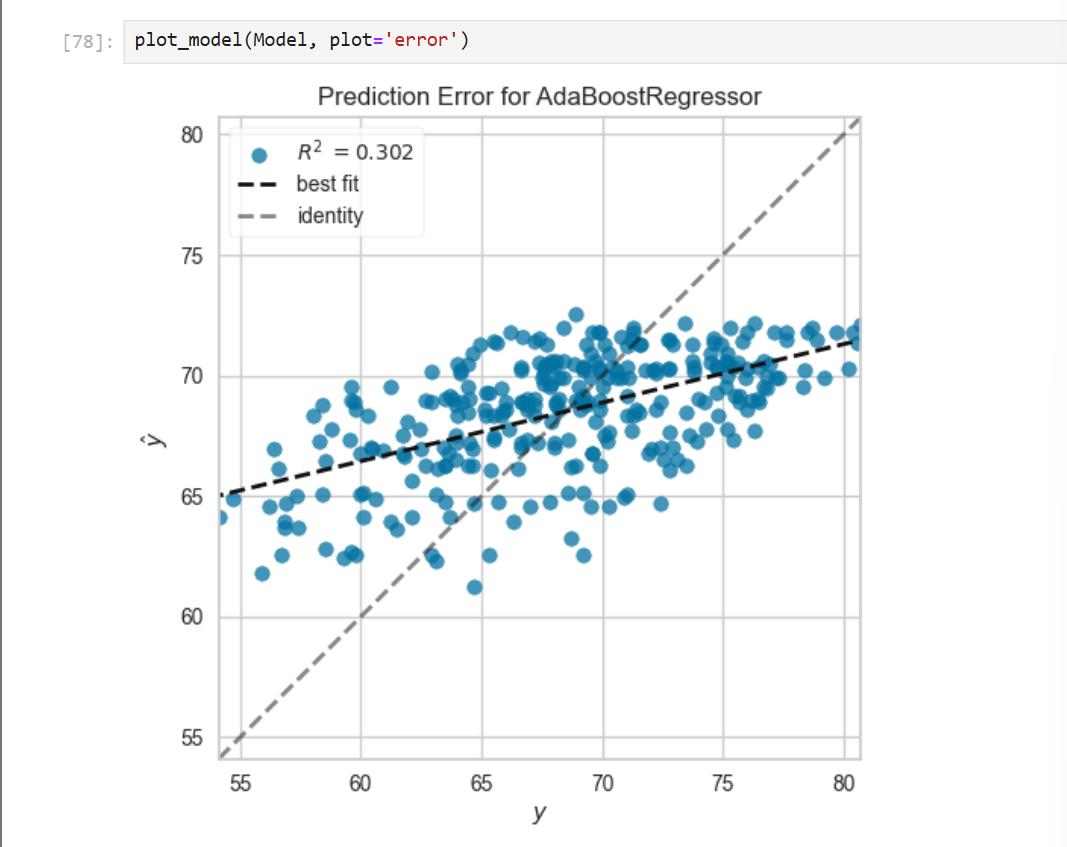 [78]: plot_model(Model, plot='error')
Prediction Error for AdaBoostRegressor
R² = 0.302
best fit
identity
80
75
70
65
60
55
ŷ
55 60 65 70 75 80
y